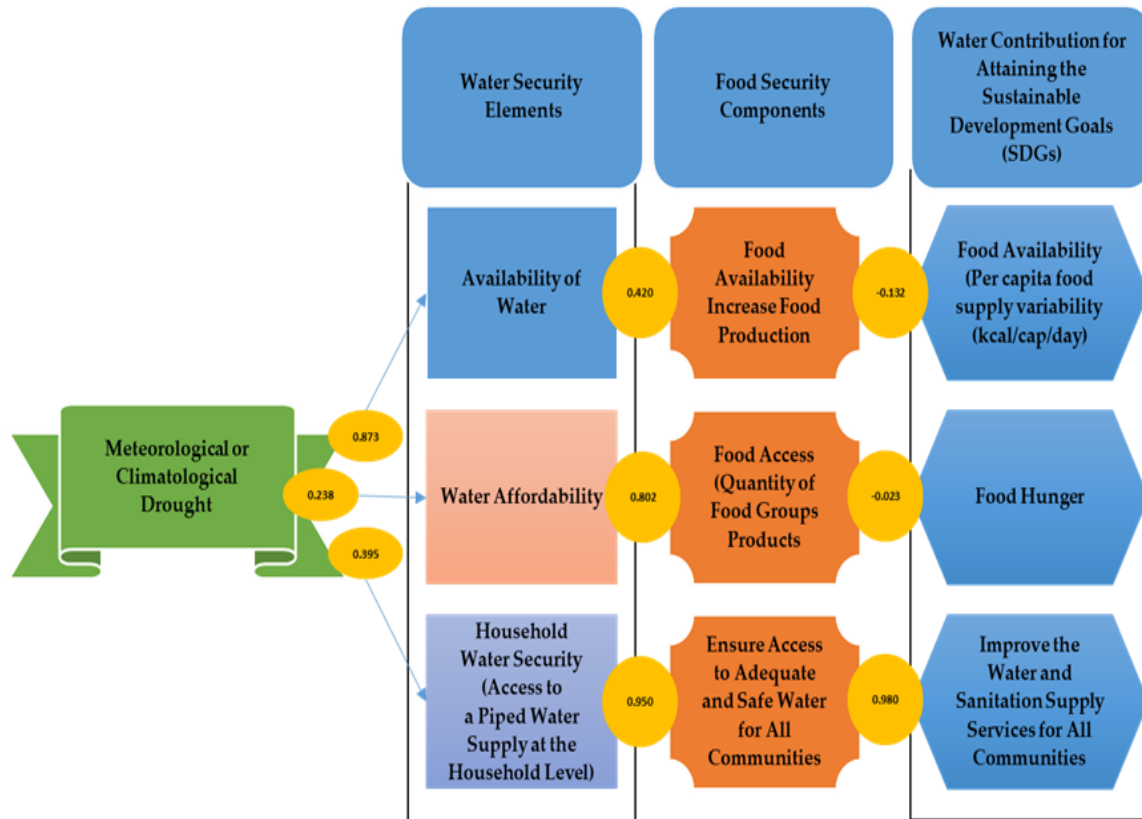 Water Security
Elements
Food Security
Components
Water Contribution for
Attaining the
Sustainable
Development Goals
(SDGs)
Meteorological or
Climatological
Drought
0.873
0.238
0.395
Availability of
Water
0.420
Food
Availability
Increase Food
Production
-0.132
Food Availability
(Per capita food
supply variability
(kcal/cap/day)
Water Affordability
0.802
Food Access
(Quantity of
Food Groups
Products
-0.023
Food Hunger
Household
Water Security
(Access to
a Piped Water
Supply at the
Household Level)
0.950
Ensure Access
to Adequate
and Safe Water
for All
Communities
0.980
Improve the
Water and
Sanitation Supply
Services for All
Communities